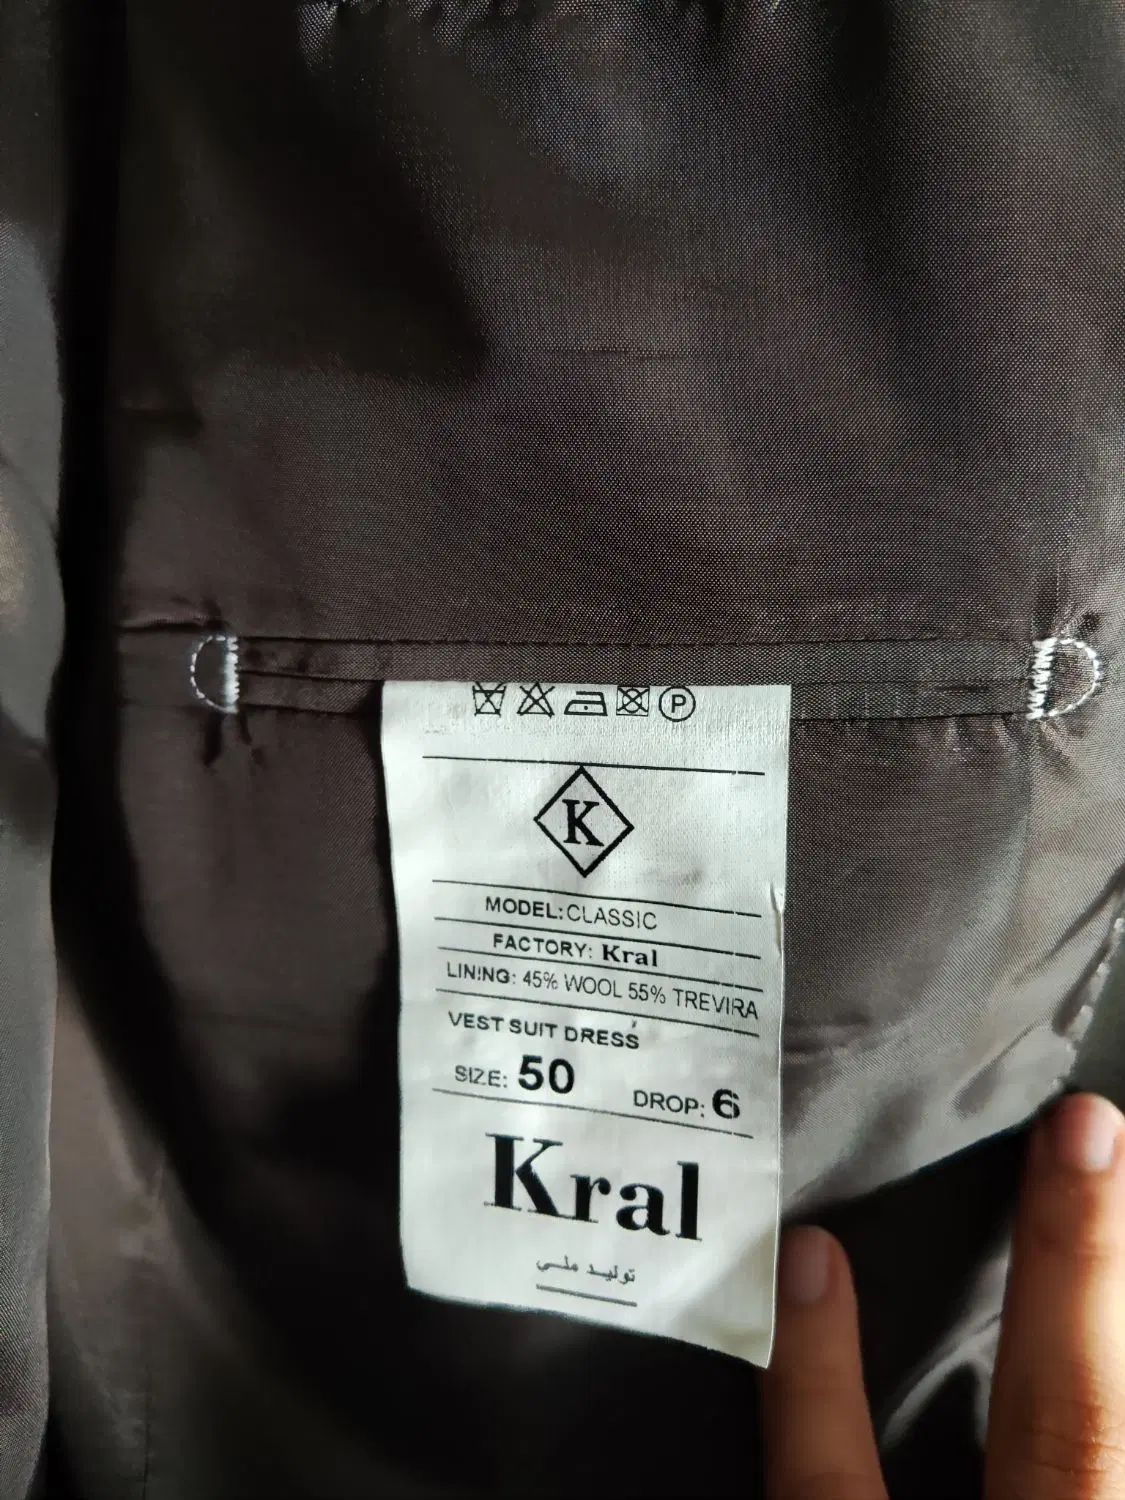 P
K
MODEL: CLASSIC
FACTORY: Kral
LINING: 45% WOOL 55% TREVIRA
VEST SUIT DRESS
SIZE: 50 DROP: 6
Kral
تولید ملی